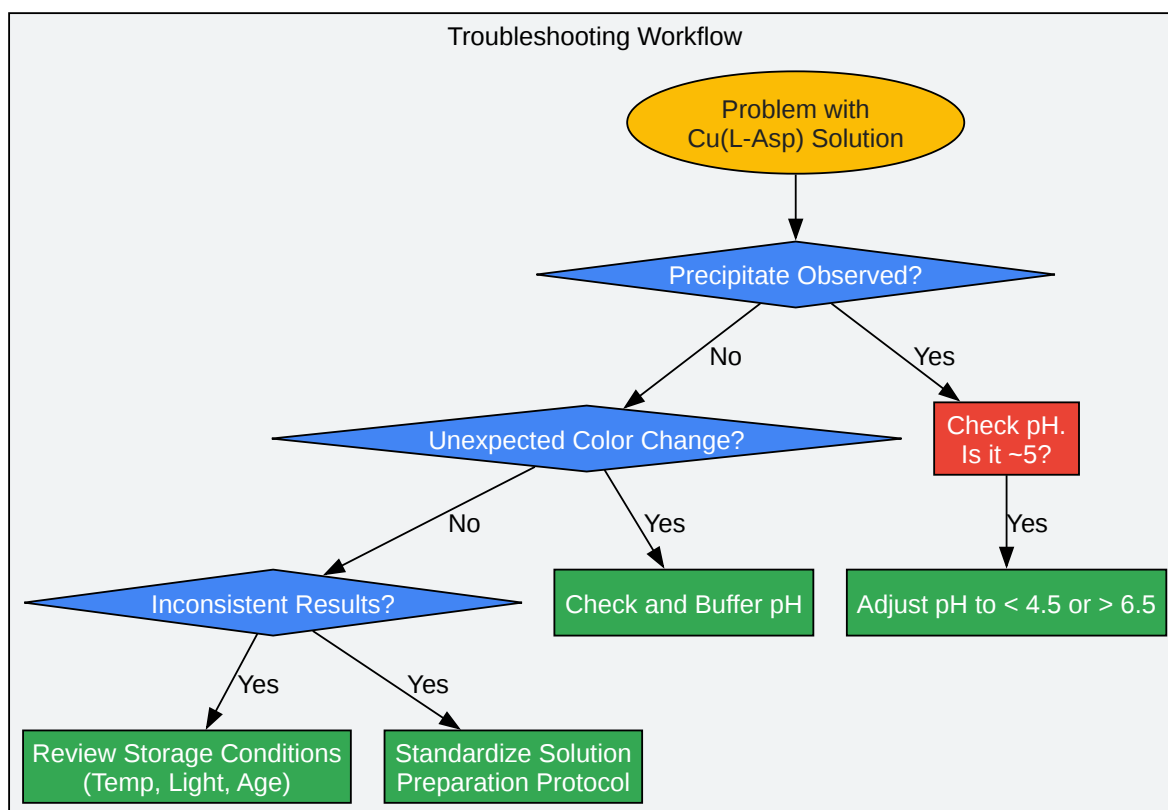 Troubleshooting Workflow
Problem with
Cu(L-Asp) Solution
Precipitate Observed?
No
Yes
Unexpected Color Change?
Check pH.
Is it ~5?
No
Yes
Yes
Inconsistent Results?
Check and Buffer pH
Adjust pH to < 4.5 or > 6.5
Yes
Yes
Review Storage Conditions
(Temp, Light, Age)
Standardize Solution
Preparation Protocol